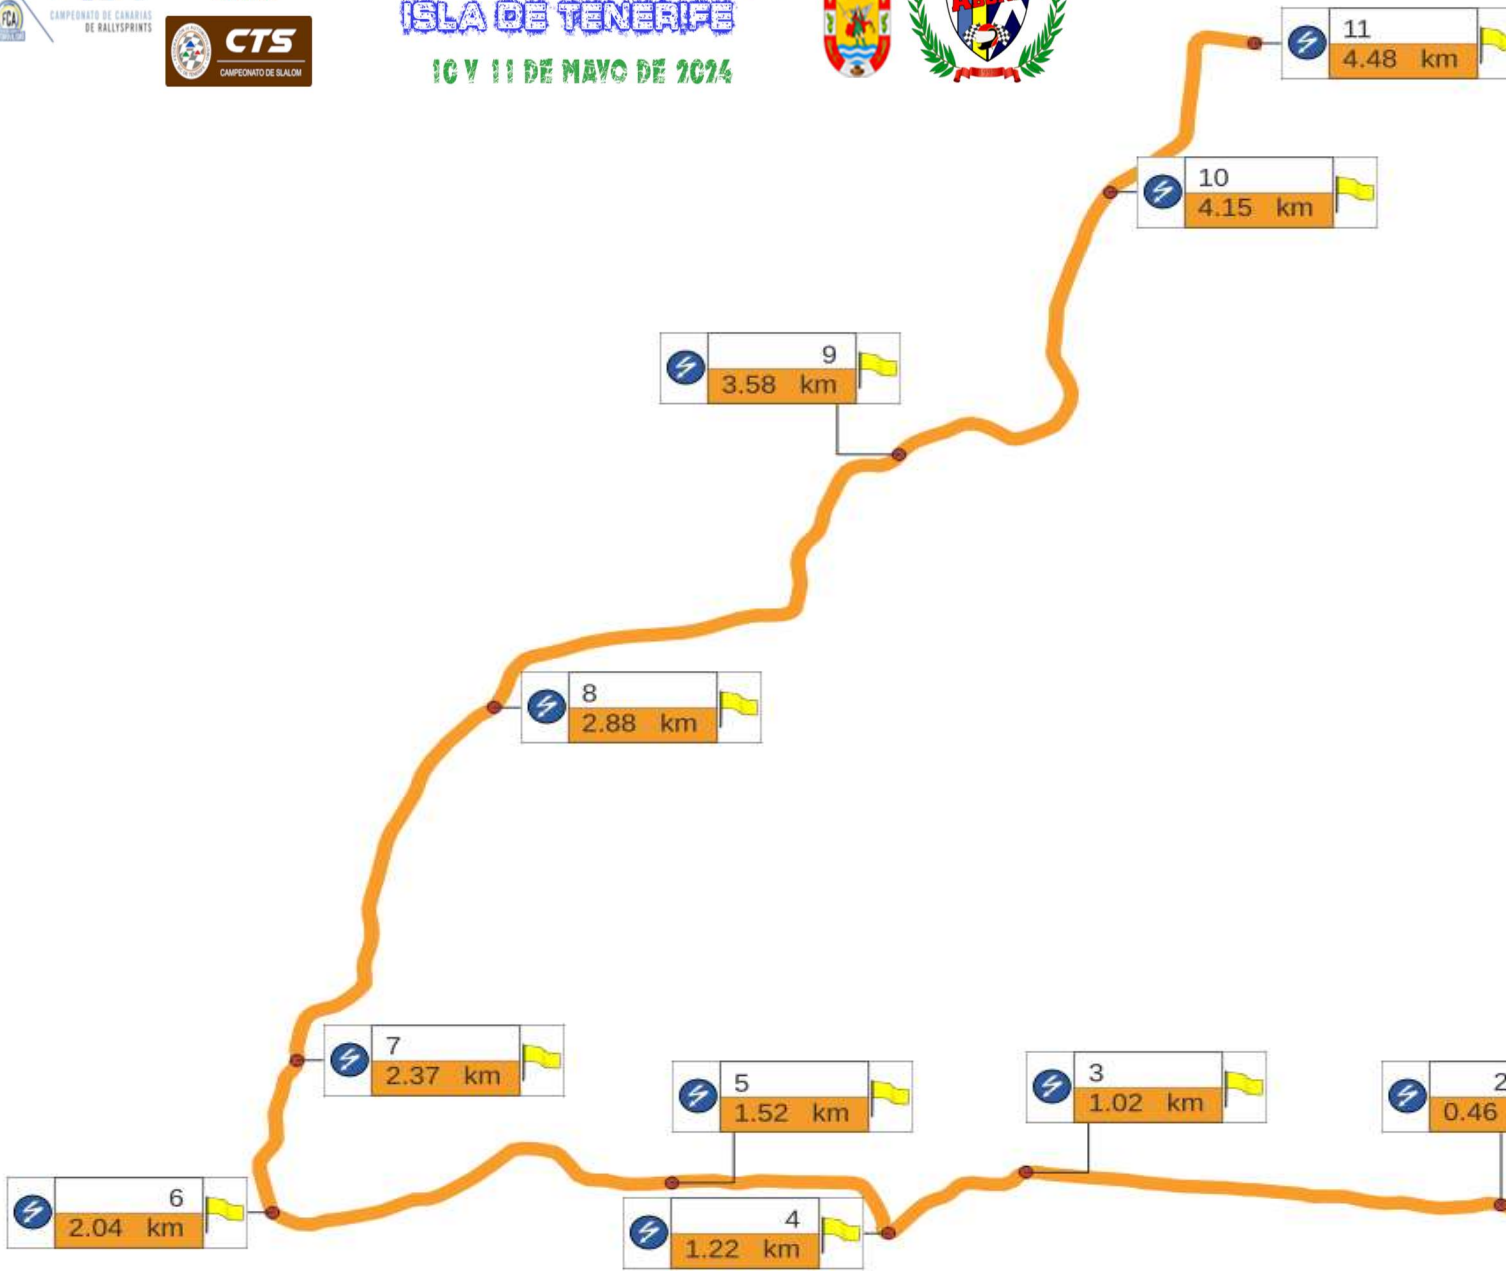 FCA
CAMPEONATO DE CANARIAS
DE RALLYSPRINTS
CTS
CAMPEONATO DE SLALOM
ISLA DE TENERIFE
10 Y 11 DE MAYO DE 2024
11
4.48 km
10
4.15 km
9
3.58 km
8
2.88 km
7
2.37 km
5
1.52 km
3
1.02 km
2
0.46
6
2.04 km
4
1.22 km